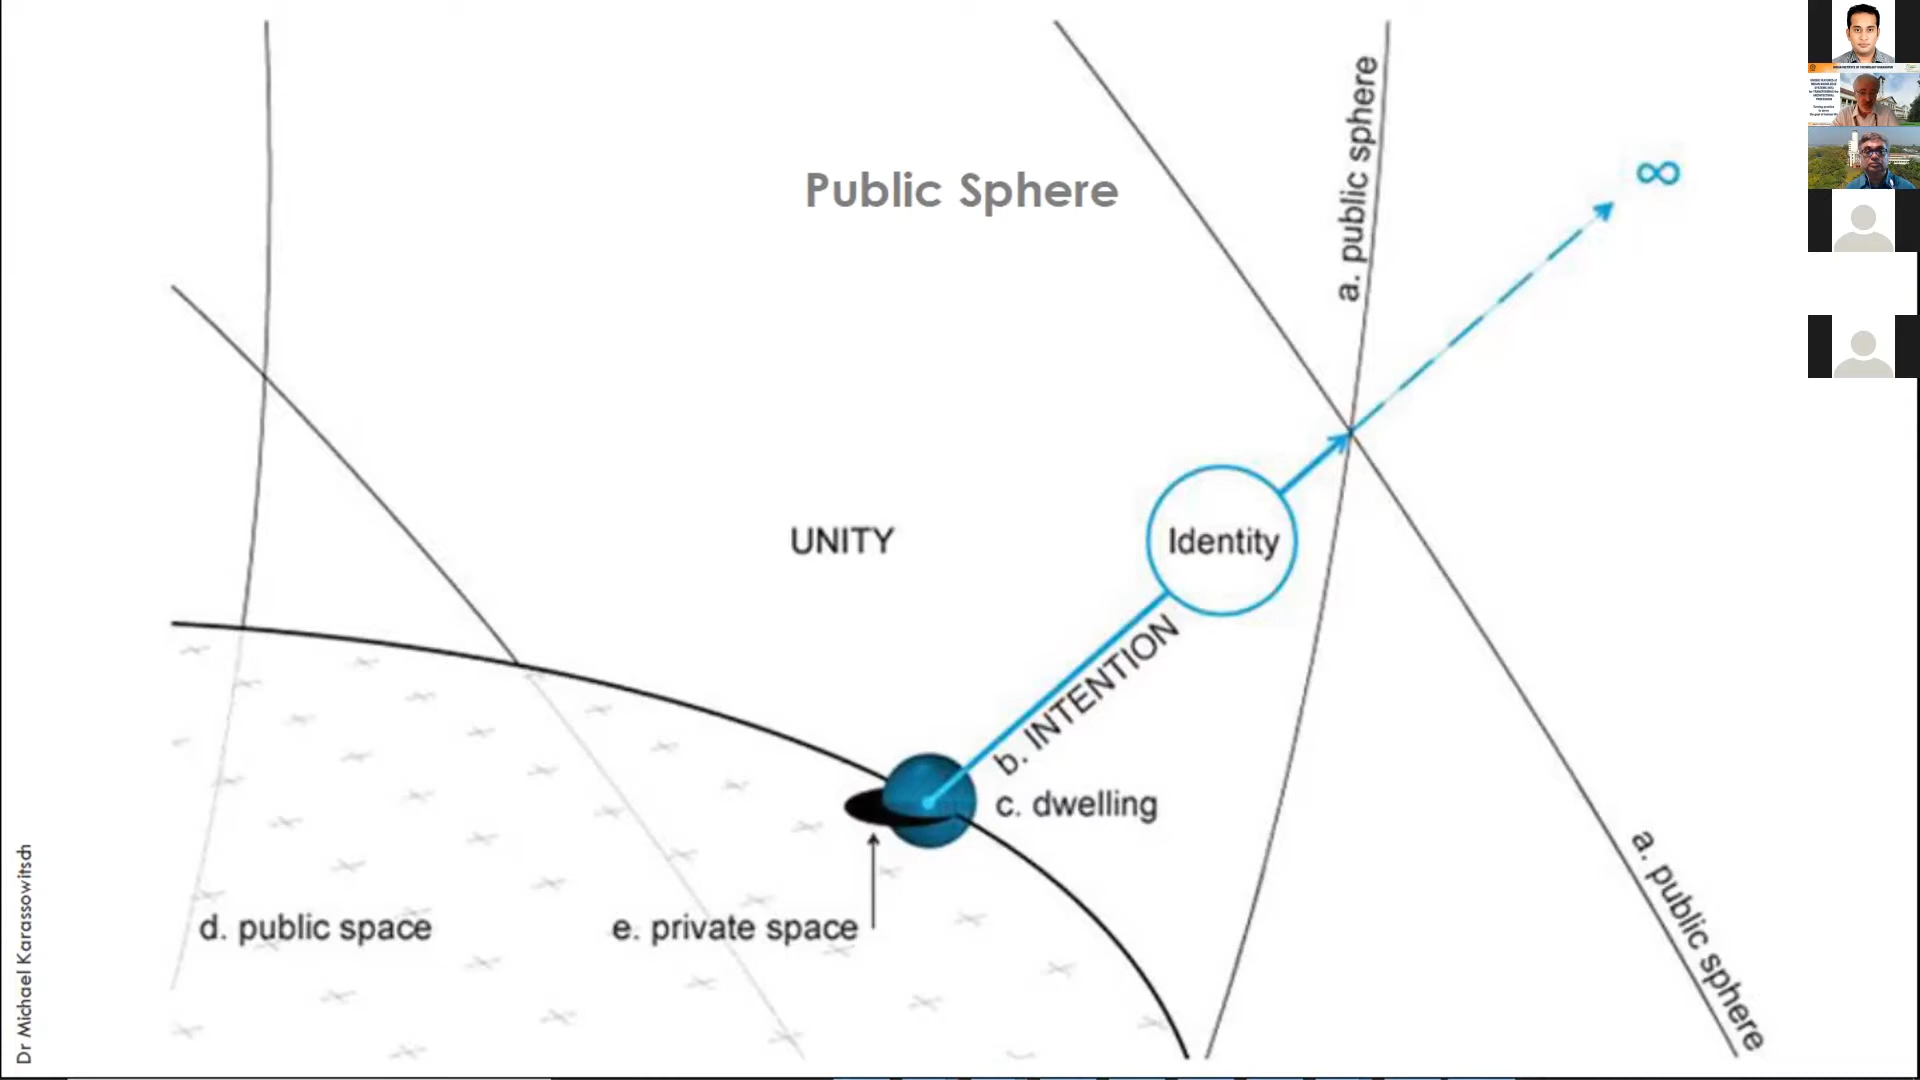 Public Sphere
a. public sphere
∞
UNITY
Identity
b. INTENTION
c. dwelling
d. public space
e. private space
a. public sphere
Dr Michael Karassowitsch